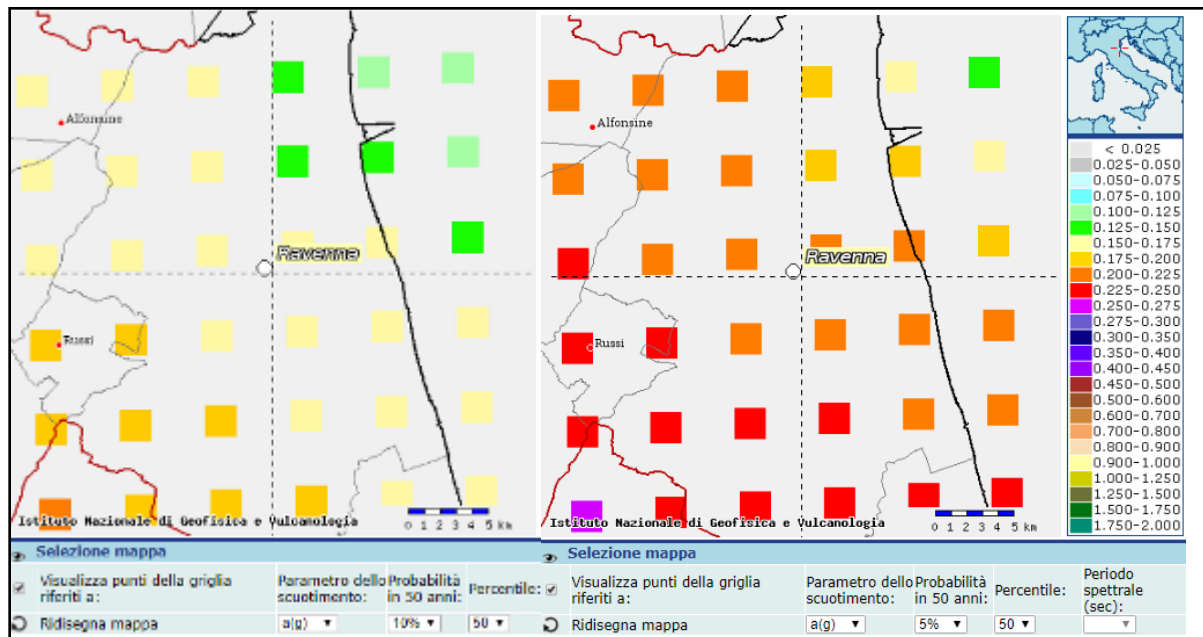 Alfonsine
Ravenna
Russi
Istituto Nazionale di Geofisica e Vulcanologia
0 1 2 3 4 5 km
Selezione mappa
Visualizza punti della griglia riferiti a:
Parametro dello scuotimento:
Probabilità in 50 anni:
Percentile:
Ridisegna mappa
a(g)
10%
50
Alfonsine
Ravenna
Russi
Istituto Nazionale di Geofisica e Vulcanologia
0 1 2 3 4 5 km
Selezione mappa
Visualizza punti della griglia riferiti a:
Parametro dello scuotimento:
Probabilità in 50 anni:
Percentile:
Periodo spettrale (sec):
Ridisegna mappa
a(g)
5%
50
< 0.025
0.025-0.050
0.050-0.075
0.075-0.100
0.100-0.125
0.125-0.150
0.150-0.175
0.175-0.200
0.200-0.225
0.225-0.250
0.250-0.275
0.275-0.300
0.300-0.350
0.350-0.400
0.400-0.450
0.450-0.500
0.500-0.600
0.600-0.700
0.700-0.800
0.800-0.900
0.900-1.000
1.000-1.250
1.250-1.500
1.500-1.750
1.750-2.000